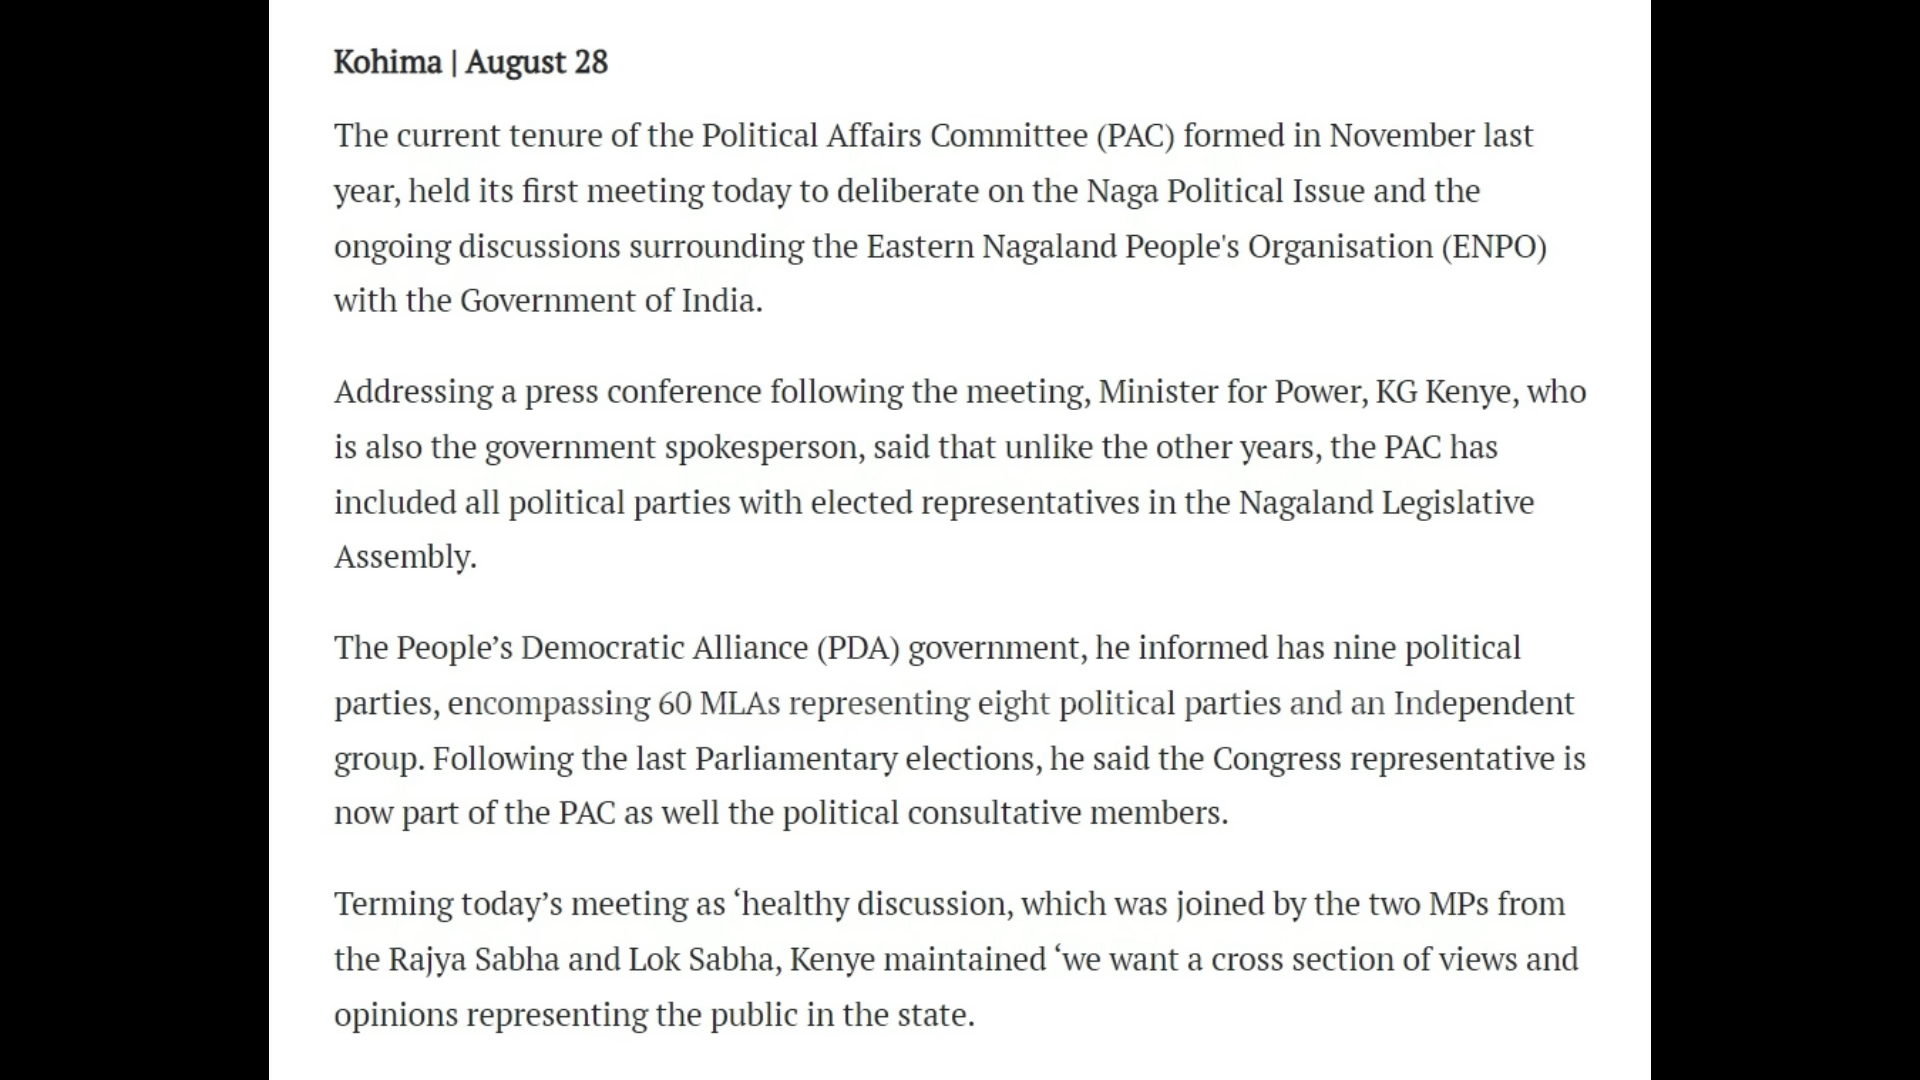 Kohima | August 28
The current tenure of the Political Affairs Committee (PAC) formed in November last
year, held its first meeting today to deliberate on the Naga Political Issue and the
ongoing discussions surrounding the Eastern Nagaland People's Organisation (ENPO)
with the Government of India.
Addressing a press conference following the meeting, Minister for Power, KG Kenye, who
is also the government spokesperson, said that unlike the other years, the PAC has
included all political parties with elected representatives in the Nagaland Legislative
Assembly.
The People’s Democratic Alliance (PDA) government, he informed has nine political
parties, encompassing 60 MLAs representing eight political parties and an Independent
group. Following the last Parliamentary elections, he said the Congress representative is
now part of the PAC as well the political consultative members.
Terming today’s meeting as ‘healthy discussion, which was joined by the two MPs from
the Rajya Sabha and Lok Sabha, Kenye maintained ‘we want a cross section of views and
opinions representing the public in the state.